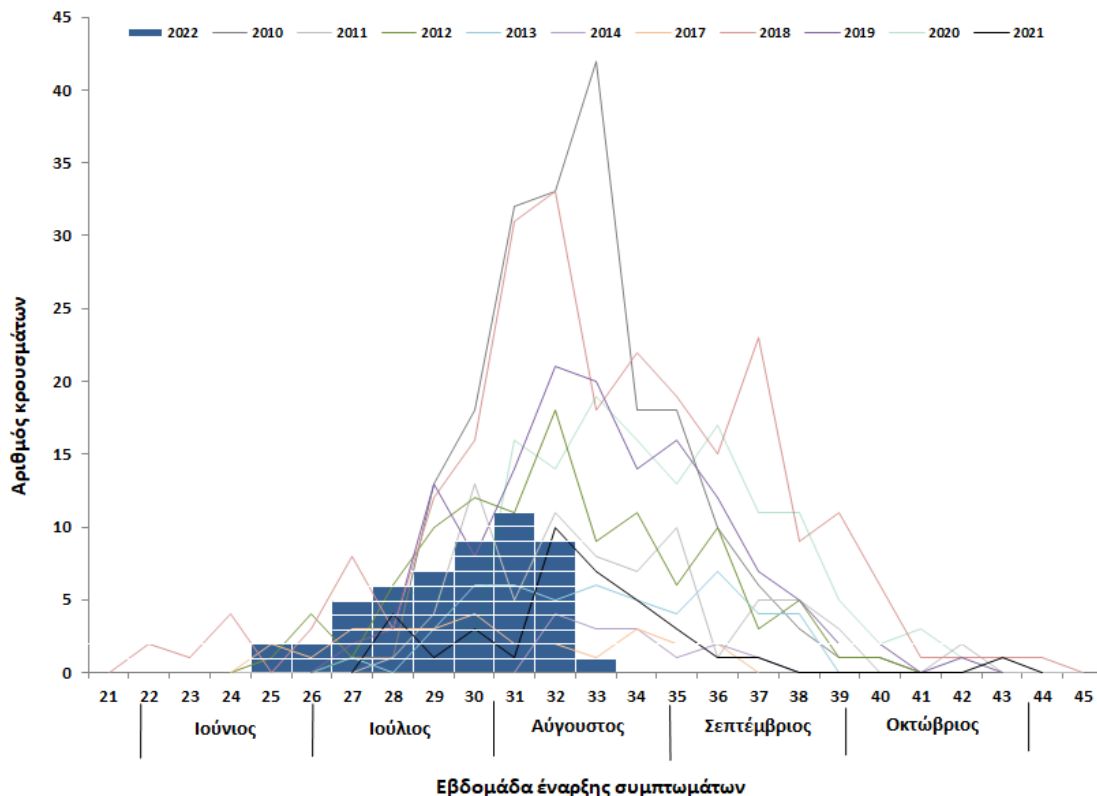 45
2022 2010 2011 2012 2013 2014 2017 2018 2019 2020 2021
40
35
30
25
20
15
10
5
0
Αριθμός κρουσμάτων
21 22 23 24 25 26 27 28 29 30 31 32 33 34 35 36 37 38 39 40 41 42 43 44 45
Ιούνιος Ιούλιος Αύγουστος Σεπτέμβριος Οκτώβριος
Εβδομάδα έναρξης συμπτωμάτων